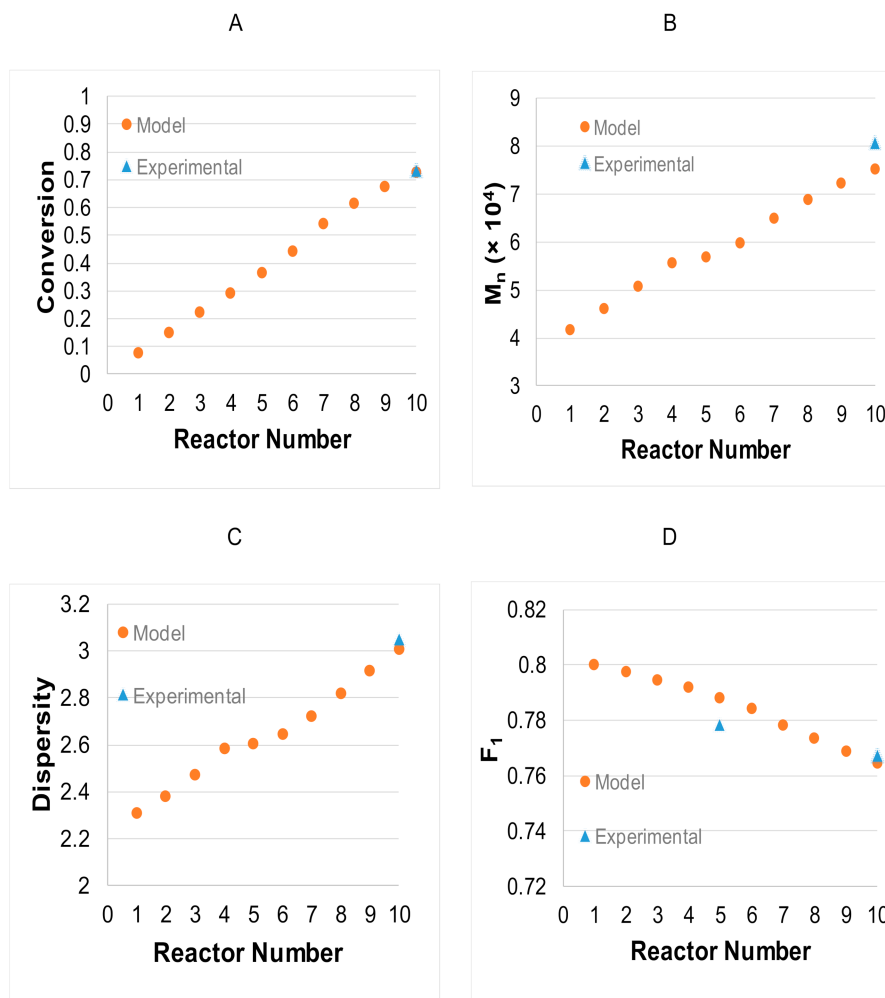 A
1
0.9
0.8
0.7
0.6
0.5
0.4
0.3
0.2
0.1
0
Conversion
Model
Experimental
0 1 2 3 4 5 6 7 8 9 10
Reactor Number
B
9
8
7
6
5
4
3
Mₙ (× 10⁴)
Model
Experimental
0 1 2 3 4 5 6 7 8 9 10
Reactor Number
C
3.2
3
2.8
2.6
2.4
2.2
2
Dispersity
Model
Experimental
0 1 2 3 4 5 6 7 8 9 10
Reactor Number
D
0.82
0.8
0.78
0.76
0.74
0.72
F₁
Model
Experimental
0 1 2 3 4 5 6 7 8 9 10
Reactor Number